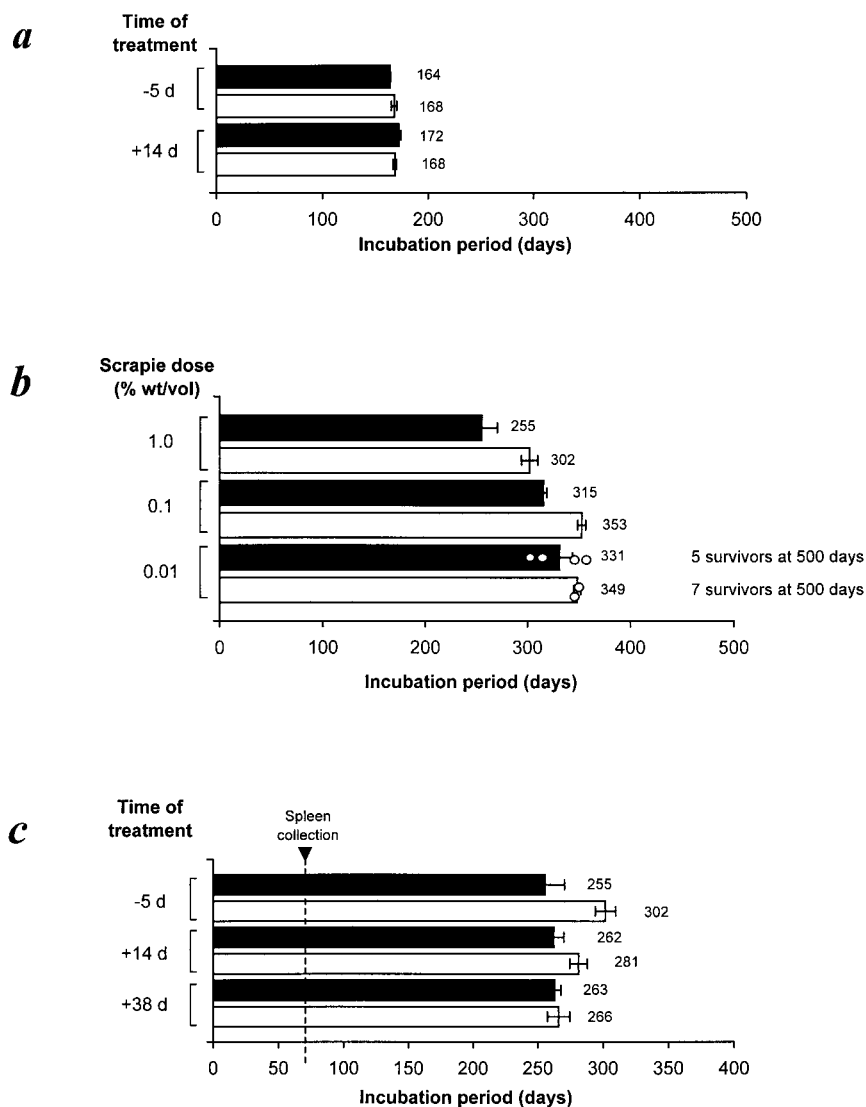 a
Time of
treatment
-5 d
164
168
+14 d
172
168
0 100 200 300 400 500
Incubation period (days)
b
Scrapie dose
(% wt/vol)
1.0
255
302
0.1
315
353
0.01
331 5 survivors at 500 days
349 7 survivors at 500 days
0 100 200 300 400 500
Incubation period (days)
c
Time of
treatment
Spleen
collection
-5 d
255
302
+14 d
262
281
+38 d
263
266
0 50 100 150 200 250 300 350 400
Incubation period (days)